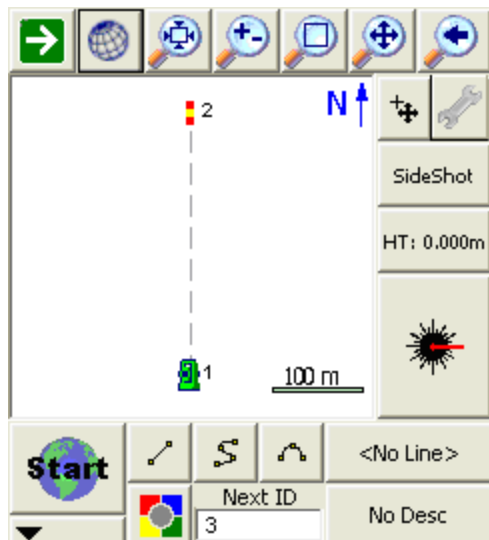 2
N
SideShot
HT: 0.000m
1
100 m
Start
<No Line>
Next ID
3
No Desc